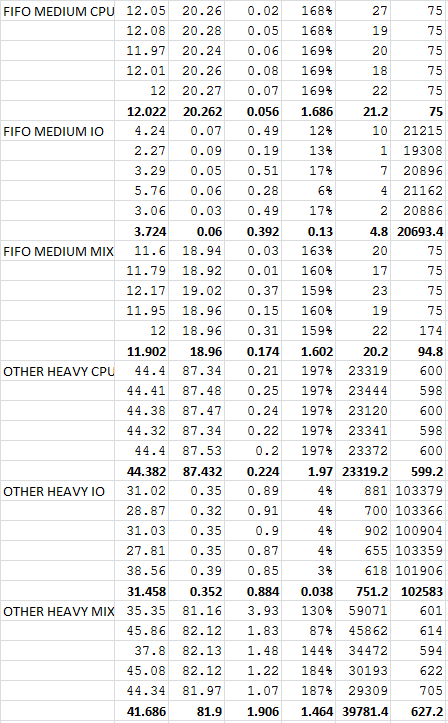 FIFO MEDIUM CPU 12.05 20.26 0.02 168% 27 75
12.08 20.28 0.05 168% 19 75
11.97 20.24 0.06 169% 20 75
12.01 20.26 0.08 169% 18 75
12 20.27 0.07 169% 22 75
12.022 20.262 0.056 1.686 21.2 75
FIFO MEDIUM IO 4.24 0.07 0.49 12% 10 21215
2.27 0.09 0.19 13% 1 19308
3.29 0.05 0.51 17% 7 20896
5.76 0.06 0.28 6% 4 21162
3.06 0.03 0.49 17% 2 20886
3.724 0.06 0.392 0.13 4.8 20693.4
FIFO MEDIUM MIX 11.6 18.94 0.03 163% 20 75
11.79 18.92 0.01 160% 17 75
12.17 19.02 0.37 159% 23 75
11.95 18.96 0.15 160% 19 75
12 18.96 0.31 159% 22 174
11.902 18.96 0.174 1.602 20.2 94.8
OTHER HEAVY CPU 44.4 87.34 0.21 197% 23319 600
44.41 87.48 0.25 197% 23444 598
44.38 87.47 0.24 197% 23120 600
44.32 87.34 0.22 197% 23341 598
44.4 87.53 0.2 197% 23372 600
44.382 87.432 0.224 1.97 23319.2 599.2
OTHER HEAVY IO 31.02 0.35 0.89 4% 881 103379
28.87 0.32 0.91 4% 700 103366
31.03 0.35 0.9 4% 902 100904
27.81 0.35 0.87 4% 655 103359
38.56 0.39 0.85 3% 618 101906
31.458 0.352 0.884 0.038 751.2 102583
OTHER HEAVY MIX 35.35 81.16 3.93 130% 59071 601
45.86 82.12 1.83 87% 45862 614
37.8 82.13 1.48 144% 34472 594
45.08 82.12 1.22 184% 30193 622
44.34 81.97 1.07 187% 29309 705
41.686 81.9 1.906 1.464 39781.4 627.2